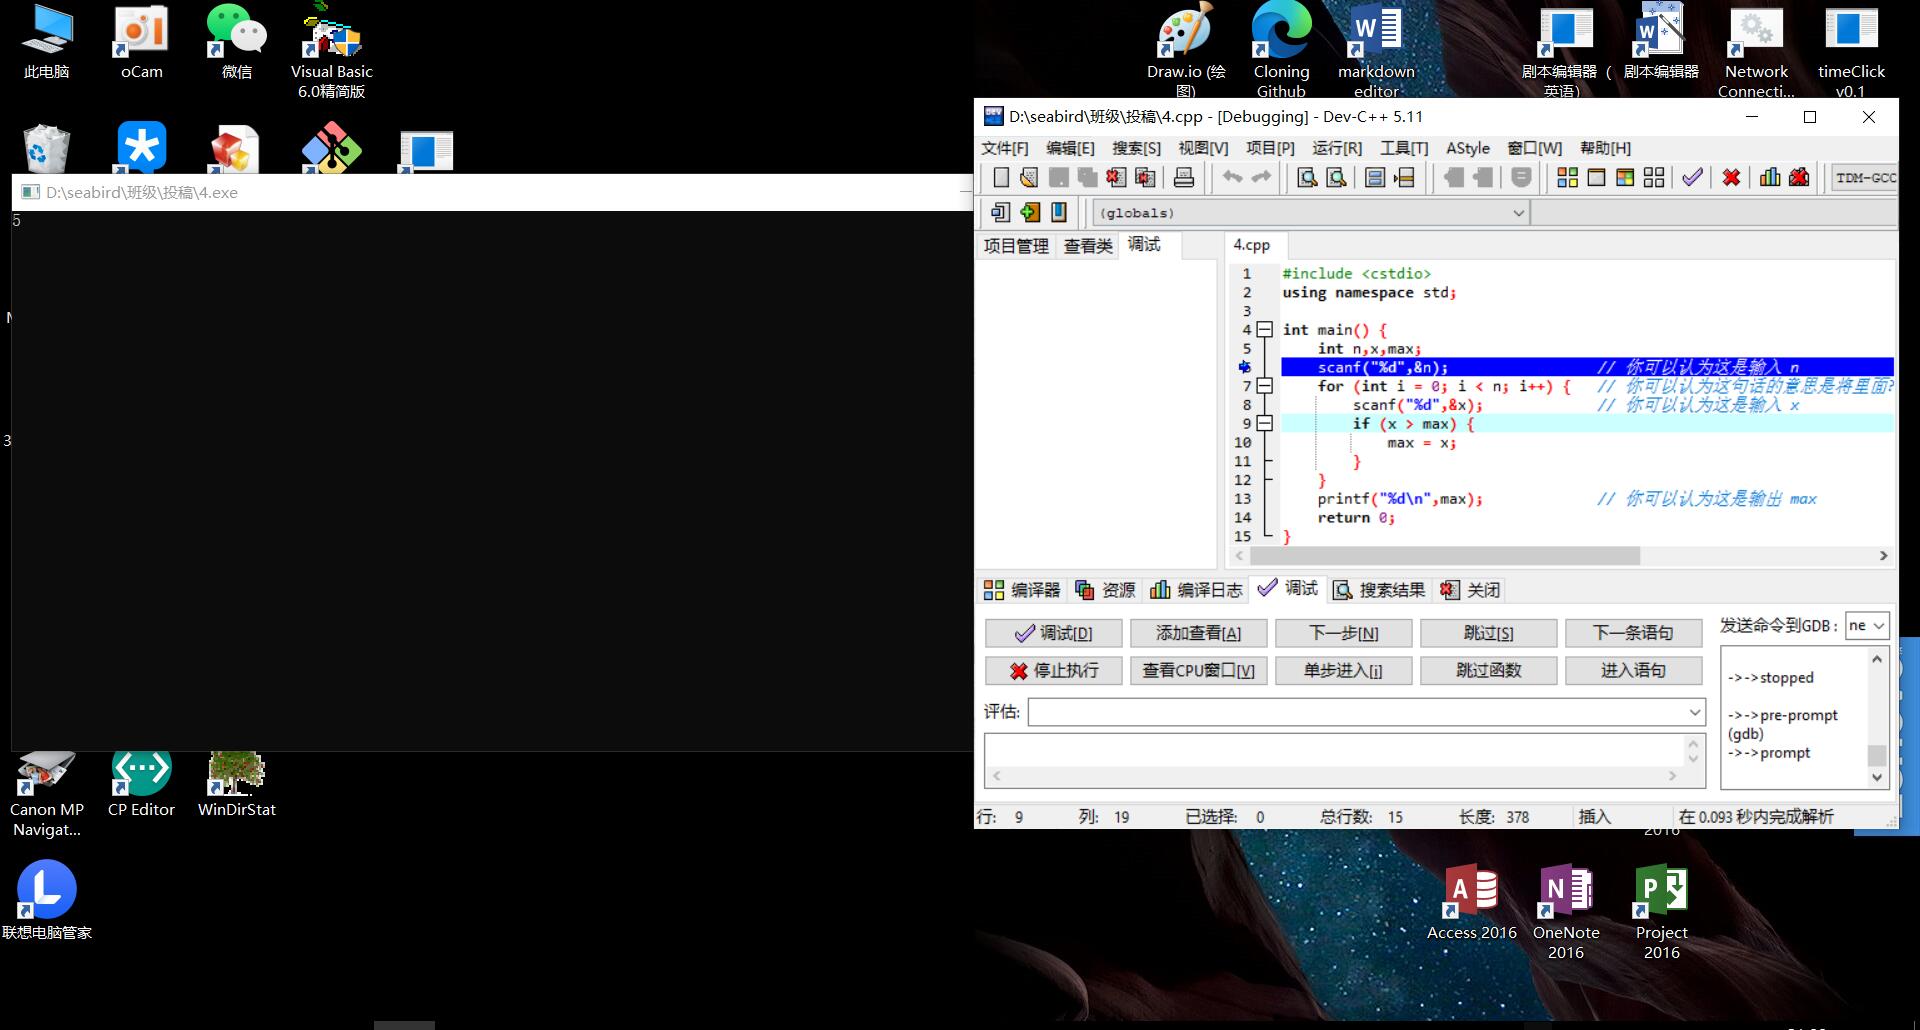 此电脑
oCam
微信
Visual Basic
6.0精简版
Draw.io (绘
图)
Cloning
Github
markdown
editor
剧本编辑器 (
英语)
剧本编辑器
Network
Connecti...
timeClick
v0.1
D:\seabird\班级\投稿\4.exe
5
D:\seabird\班级\投稿\4.cpp - [Debugging] - Dev-C++ 5.11
文件[F] 编辑[E] 搜索[S] 视图[V] 项目[P] 运行[R] 工具[T] AStyle 窗口[W] 帮助[H]
TDM-GCC
(globals)
项目管理 查看类 调试
4.cpp
1 #include <cstdio>
2 using namespace std;
3
4 int main() {
5 int n,x,max;
scanf("%d",&n); // 你可以认为这是输入 n
7 for (int i = 0; i < n; i++) { // 你可以认为这句话的意思是将里面
8 scanf("%d",&x); // 你可以认为这是输入 x
9 if (x > max) {
10 max = x;
11 }
12 }
13 printf("%d\n",max); // 你可以认为这是输出 max
14 return 0;
15 }
编译器 资源 编译日志 调试 搜索结果 关闭
调试[D] 添加查看[A] 下一步[N] 跳过[S] 下一条语句
停止执行 查看CPU窗口[V] 单步进入[i] 跳过函数 进入语句
评估:
发送命令到GDB: ne
->->stopped
->->pre-prompt
(gdb)
->->prompt
行: 9 列: 19 已选择: 0 总行数: 15 长度: 378 插入 在 0.093 秒内完成解析
3
Canon MP
Navigat...
CP Editor
WinDirStat
2016
联想电脑管家
Access 2016
OneNote
2016
Project
2016